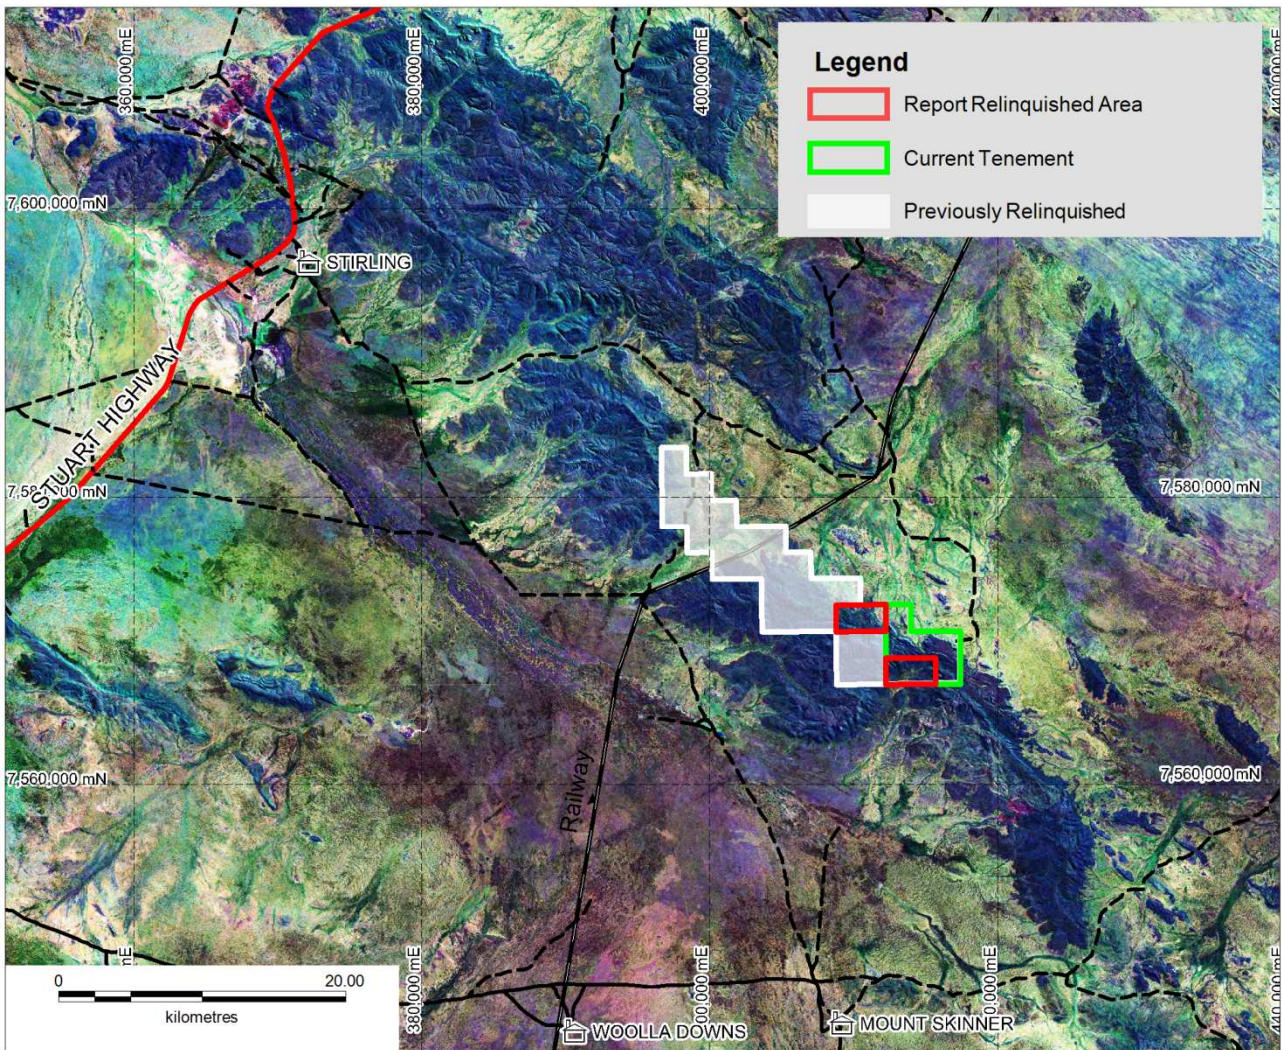 360,000 mE
380,000 mE
400,000 mE
Legend
Report Relinquished Area
Current Tenement
Previously Relinquished
7,600,000 mN
STIRLING
STUART HIGHWAY
7,580,000 mN
7,560,000 mN
7,560,000 mN
Railway
0 20.00
kilometres
380,000 mE
WOOLLA DOWNS
MOUNT SKINNER